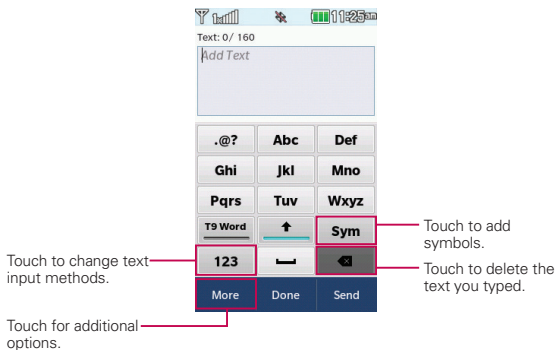 1x 11:25am
Text: 0/ 160
Add Text
.@? Abc Def
Ghi Jkl Mno
Pqrs Tuv Wxyz
T9 Word Sym
123
More Done Send
Touch to add
symbols.
Touch to change text
input methods.
Touch to delete the
text you typed.
Touch for additional
options.